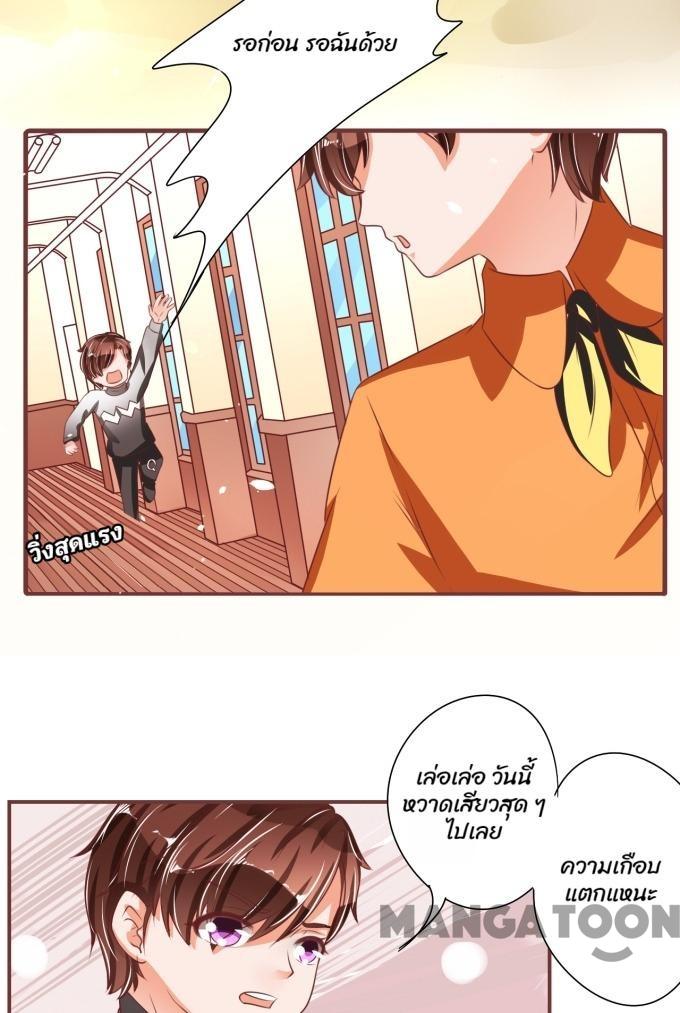 รอก่อน รอฉันด้วย
วิ่งสุดแรง
เล่อเล่อ วันนี้
หวาดเสียวสุด ๆ
ไปเลย
ความเกือบ
แตกแหนะ
MANGATOON